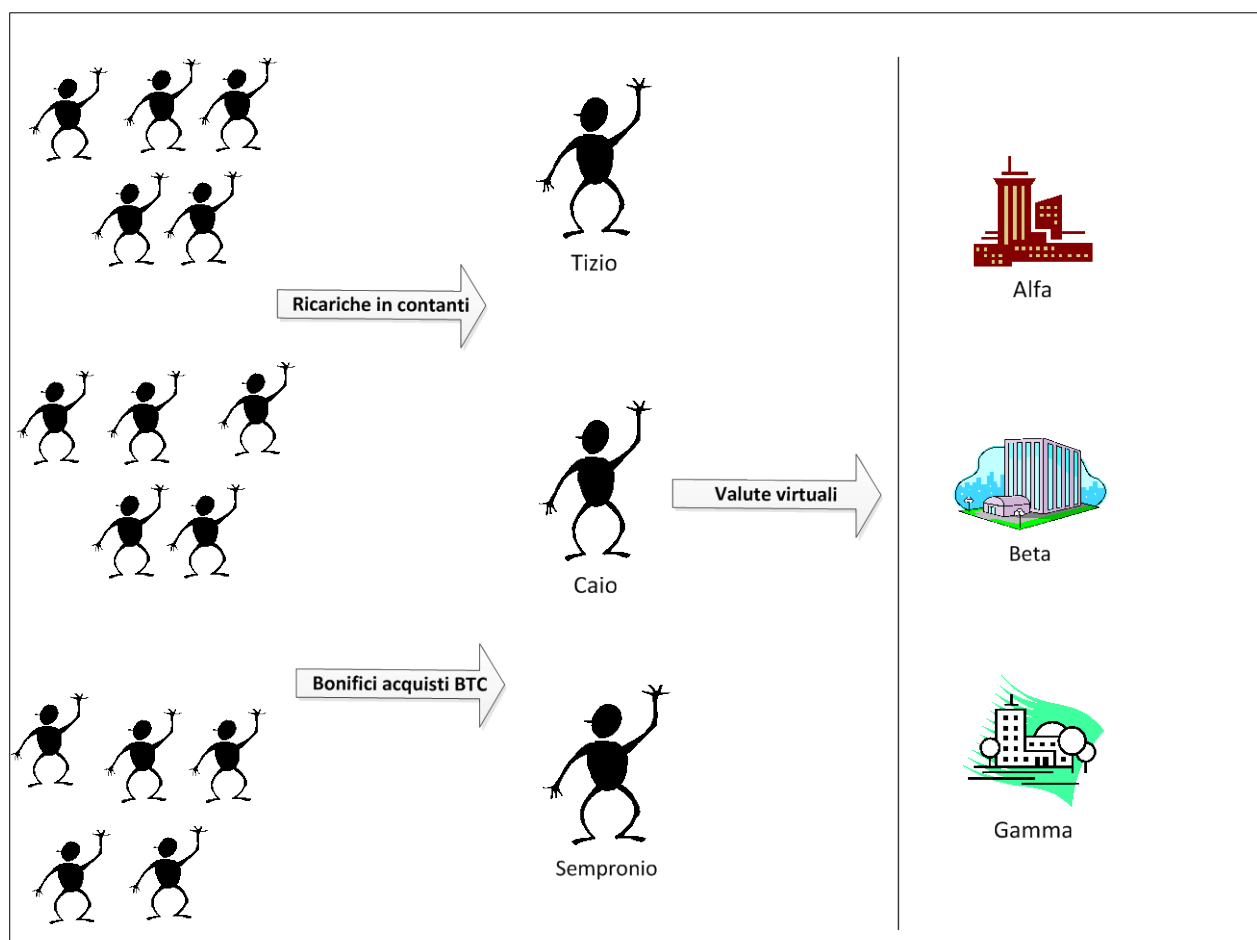 Tizio
Ricariche in contanti
Alfa
Caio
Valute virtuali
Beta
Bonifici acquisti BTC
Sempronio
Gamma